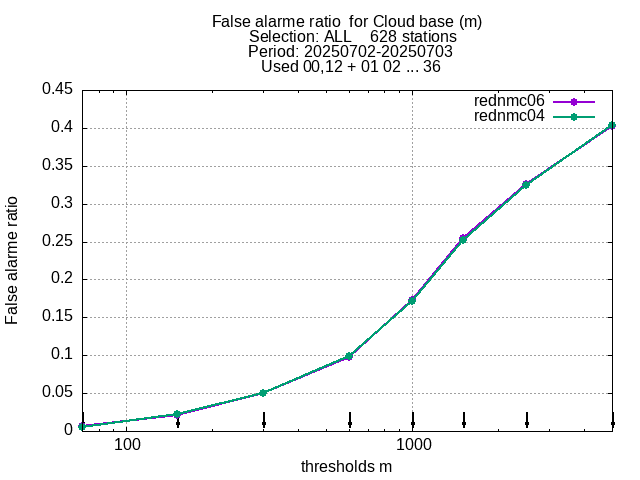 False alarme ratio  for Cloud base (m)
Selection: ALL    628 stations
Period: 20250702-20250703
Used 00,12 + 01 02 ... 36
rednmc06
rednmc04
0.45
0.4
0.35
0.3
0.25
0.2
0.15
0.1
0.05
0
False alarme ratio
100
1000
thresholds m